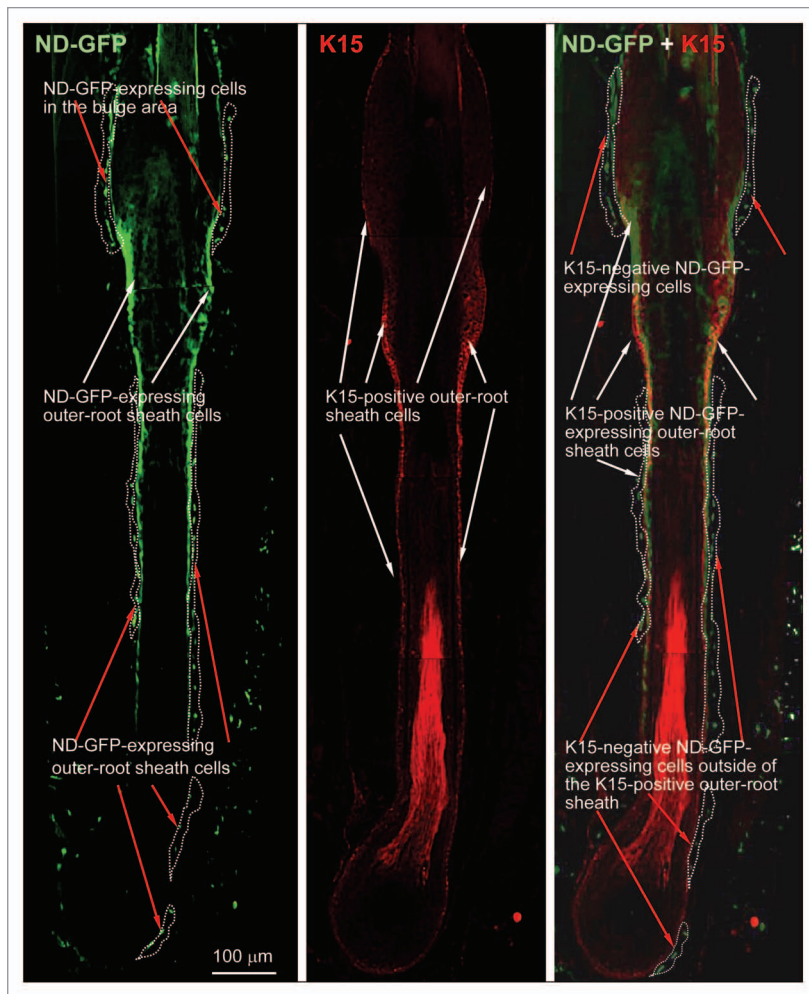 ND-GFP
ND-GFP-expressing cells
in the bulge area
ND-GFP-expressing
outer-root sheath cells
ND-GFP-expressing
outer-root sheath cells
100 μm
K15
K15-positive outer-root
sheath cells
ND-GFP + K15
K15-negative ND-GFP-
expressing cells
K15-positive ND-GFP-
expressing outer-root
sheath cells
K15-negative ND-GFP-
expressing cells outside of
the K15-positive outer-root
sheath